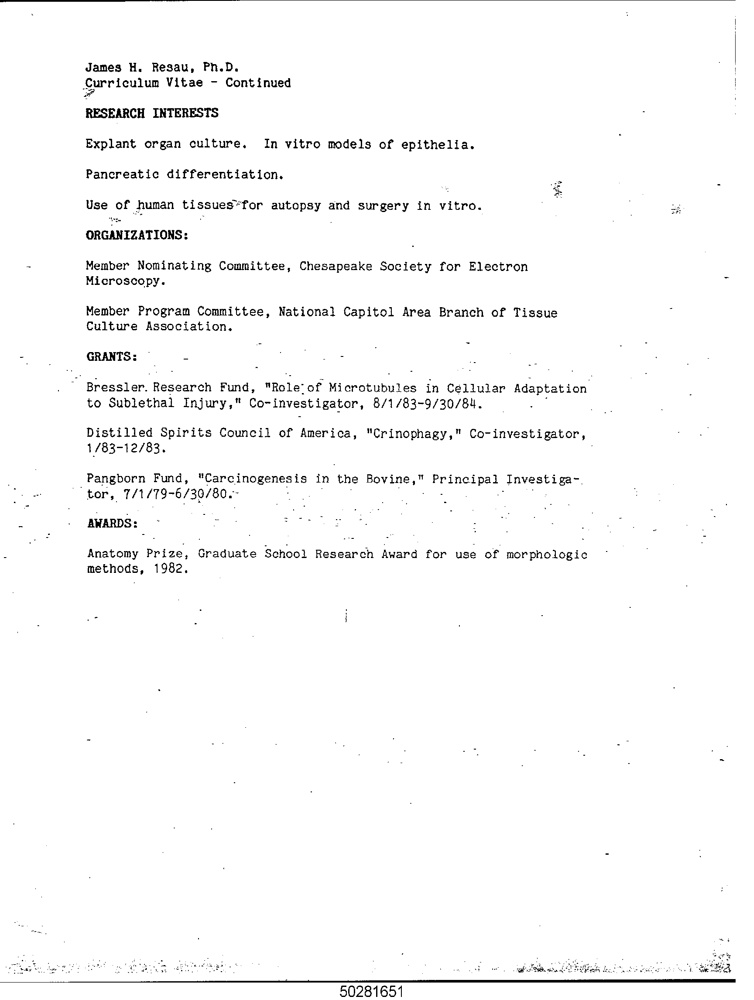 James H. Resau, Ph.D.
Curriculum Vitae - Continued
RESEARCH INTERESTS
Explant organ culture. In vitro models of epithelia.
Pancreatic differentiation.
Use of human tissues for autopsy and surgery in vitro.
ORGANIZATIONS:
Member Nominating Committee, Chesapeake Society for Electron
Microscopy.
Member Program Committee, National Capitol Area Branch of Tissue
Culture Association.
GRANTS:
Bressler Research Fund, "Role of Microtubules in Cellular Adaptation
to Sublethal Injury," Co-investigator, 8/1/83-9/30/84.
Distilled Spirits Council of America, "Crinophagy," Co-investigator,
1/83-12/83.
Pangborn Fund, "Carcinogenesis in the Bovine," Principal Investiga-
tor, 7/1/79-6/30/80.
AWARDS:
Anatomy Prize, Graduate School Research Award for use of morphologic
methods, 1982.
50281651